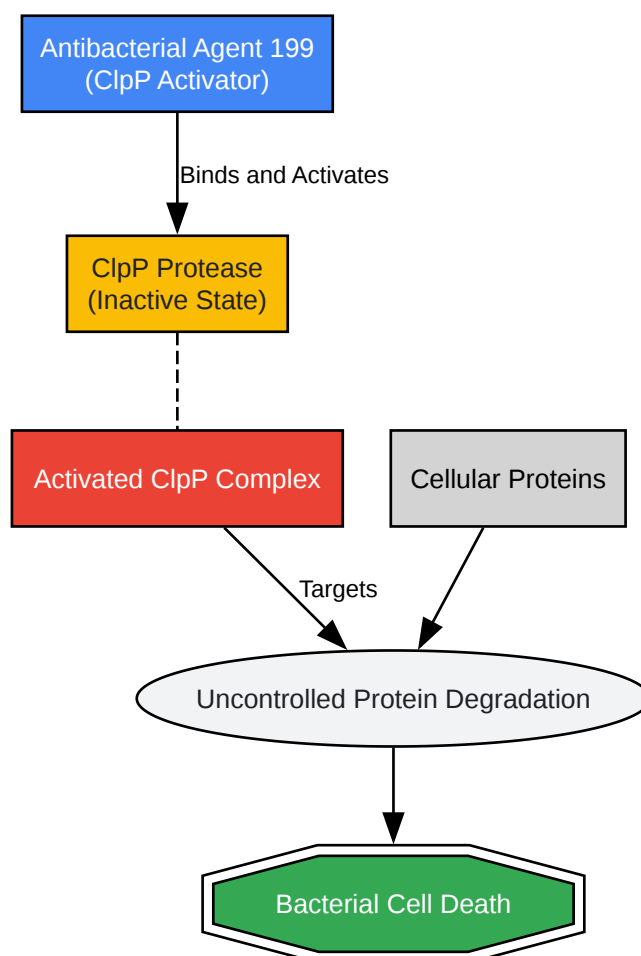 Antibacterial Agent 199
(ClpP Activator)
Binds and Activates
ClpP Protease
(Inactive State)
Activated ClpP Complex
Cellular Proteins
Targets
Uncontrolled Protein Degradation
Bacterial Cell Death